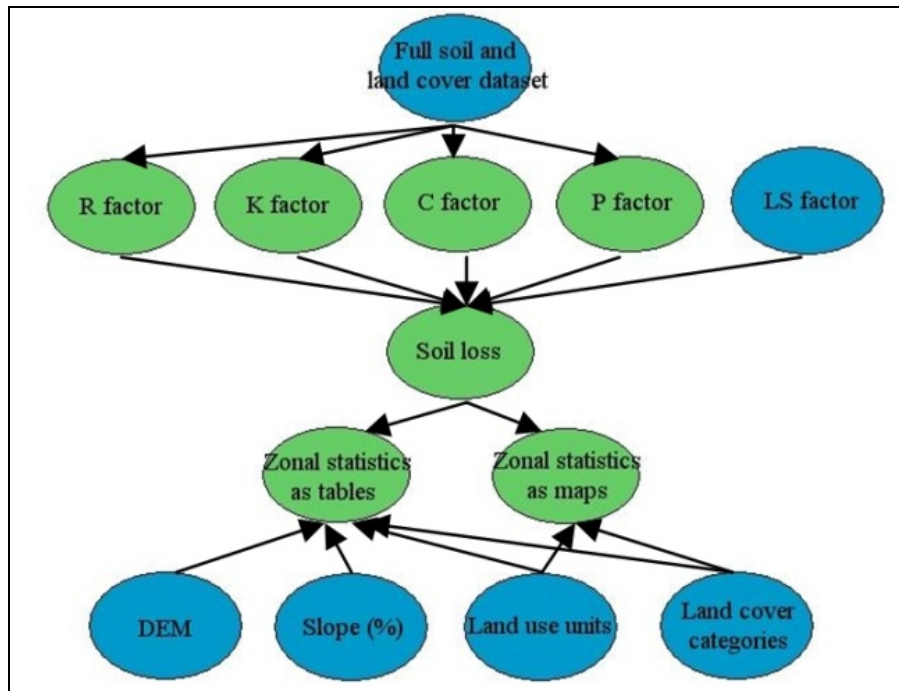 Full soil and
land cover dataset
R factor
K factor
C factor
P factor
LS factor
Soil loss
Zonal statistics
as tables
Zonal statistics
as maps
DEM
Slope (%)
Land use units
Land cover
categories